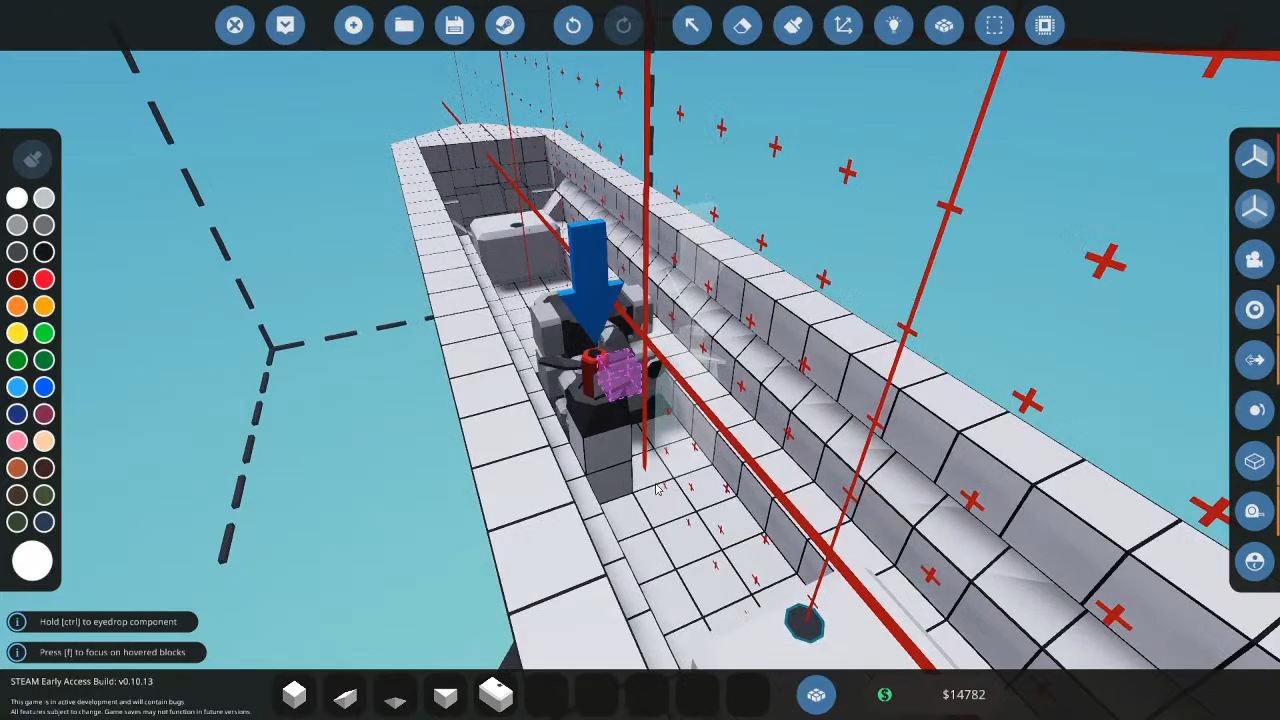 Hold [ctrl] to eyedrop component
Press [f] to focus on hovered blocks
STEAM Early Access Build: v0.10.13
This game is in active development and will contain bugs
All features subject to change. Game saves may not function in future versions.
$14782